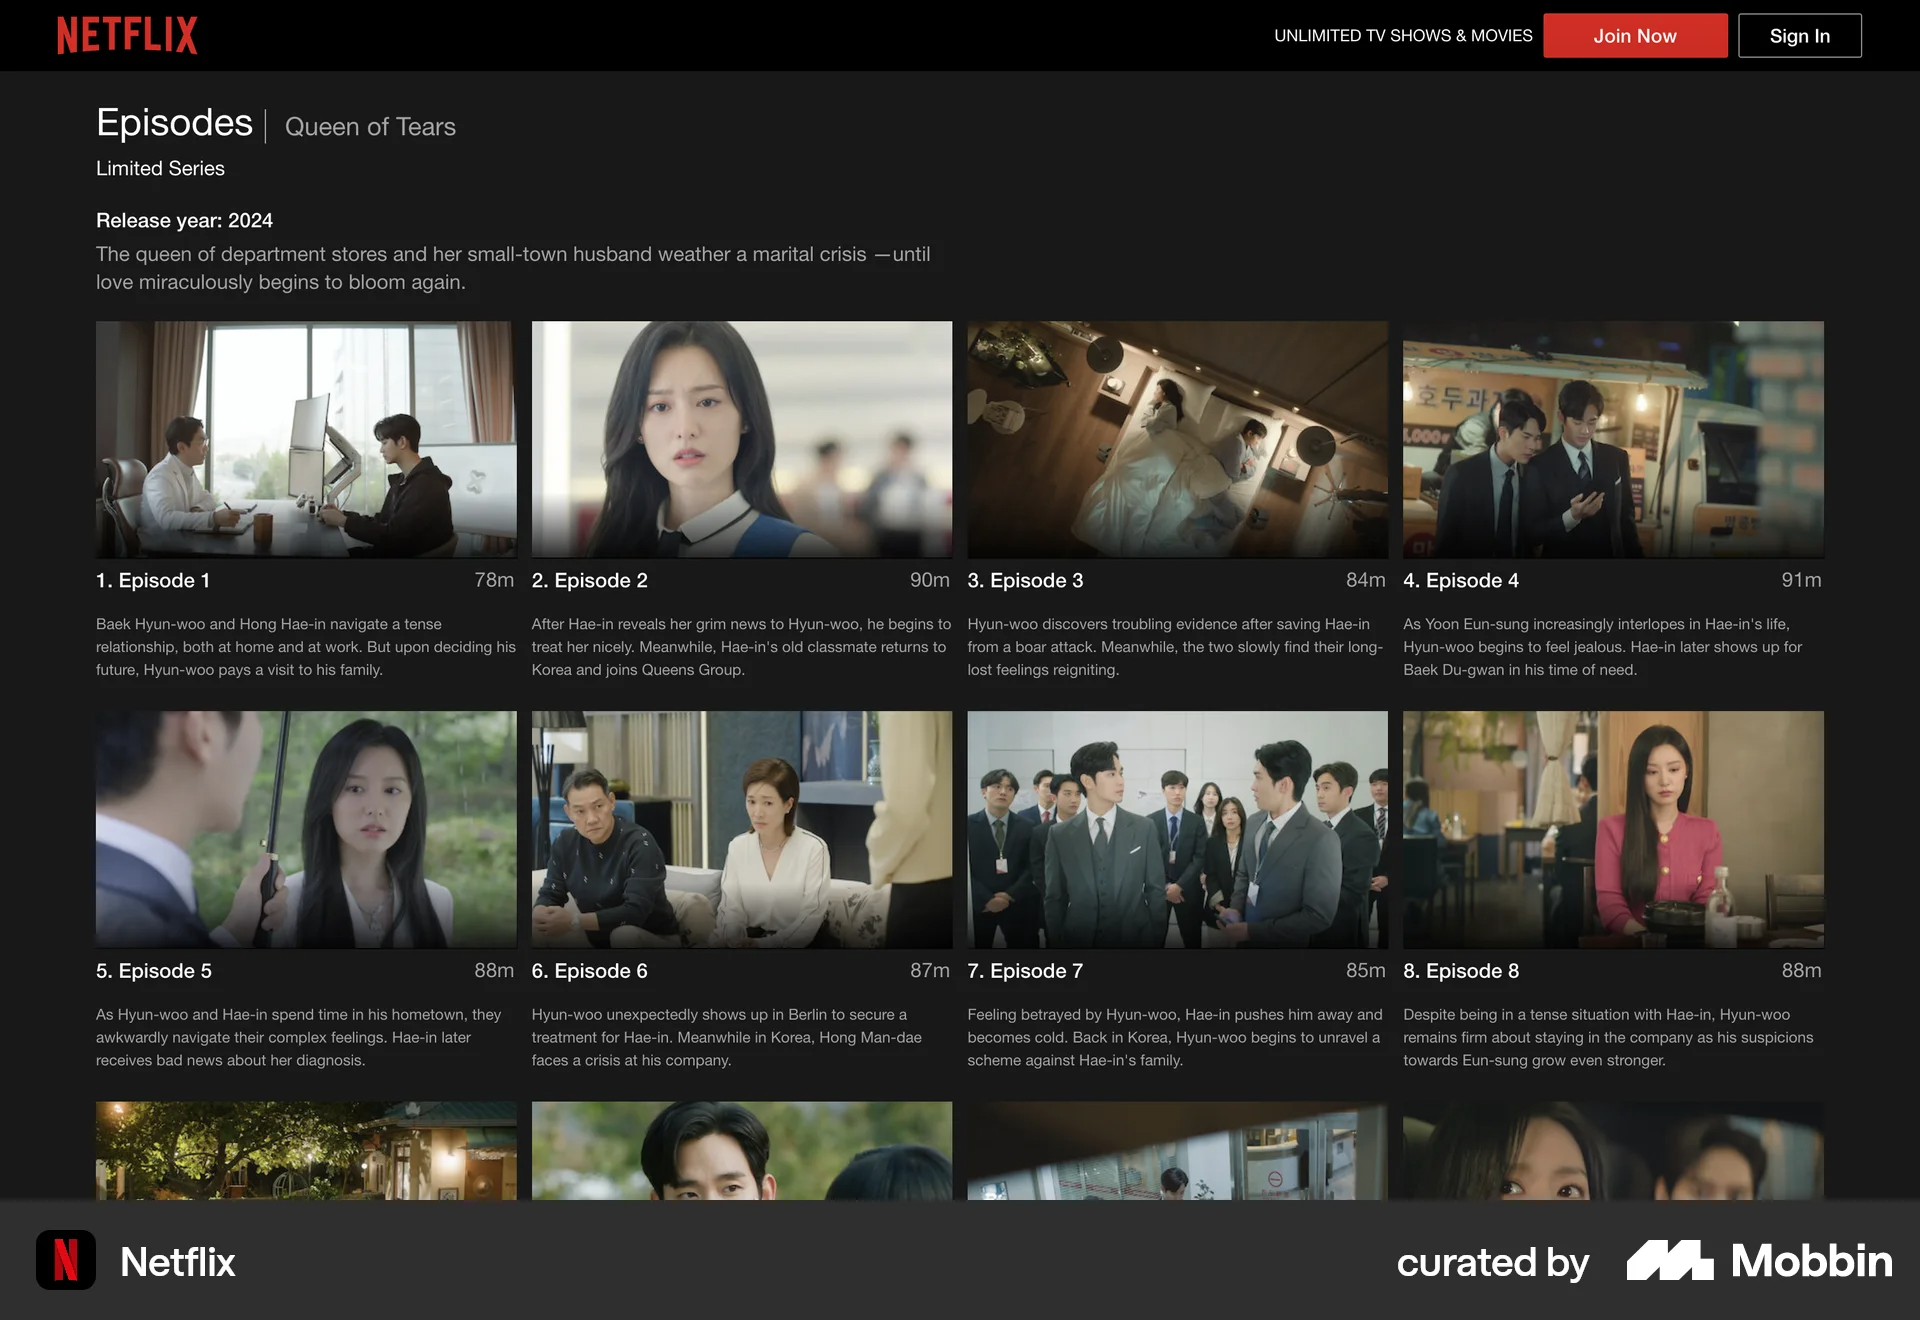 NETFLIX
UNLIMITED TV SHOWS & MOVIES
Join Now
Sign In
Episodes
Queen of Tears
Limited Series
Release year: 2024
The queen of department stores and her small-town husband weather a marital crisis —until
love miraculously begins to bloom again.
호두과자
1. Episode 1
78m
Baek Hyun-woo and Hong Hae-in navigate a tense
relationship, both at home and at work. But upon deciding his
future, Hyun-woo pays a visit to his family.
2. Episode 2
90m
After Hae-in reveals her grim news to Hyun-woo, he begins to
treat her nicely. Meanwhile, Hae-in's old classmate returns to
Korea and joins Queens Group.
3. Episode 3
84m
Hyun-woo discovers troubling evidence after saving Hae-in
from a boar attack. Meanwhile, the two slowly find their long-
lost feelings reigniting.
4. Episode 4
91m
As Yoon Eun-sung increasingly interlopes in Hae-in's life,
Hyun-woo begins to feel jealous. Hae-in later shows up for
Baek Du-gwan in his time of need.
5. Episode 5
88m
As Hyun-woo and Hae-in spend time in his hometown, they
awkwardly navigate their complex feelings. Hae-in later
receives bad news about her diagnosis.
6. Episode 6
87m
Hyun-woo unexpectedly shows up in Berlin to secure a
treatment for Hae-in. Meanwhile in Korea, Hong Man-dae
faces a crisis at his company.
7. Episode 7
85m
Feeling betrayed by Hyun-woo, Hae-in pushes him away and
becomes cold. Back in Korea, Hyun-woo begins to unravel a
scheme against Hae-in's family.
8. Episode 8
88m
Despite being in a tense situation with Hae-in, Hyun-woo
remains firm about staying in the company as his suspicions
towards Eun-sung grow even stronger.
N
Netflix
curated by
Mobbin